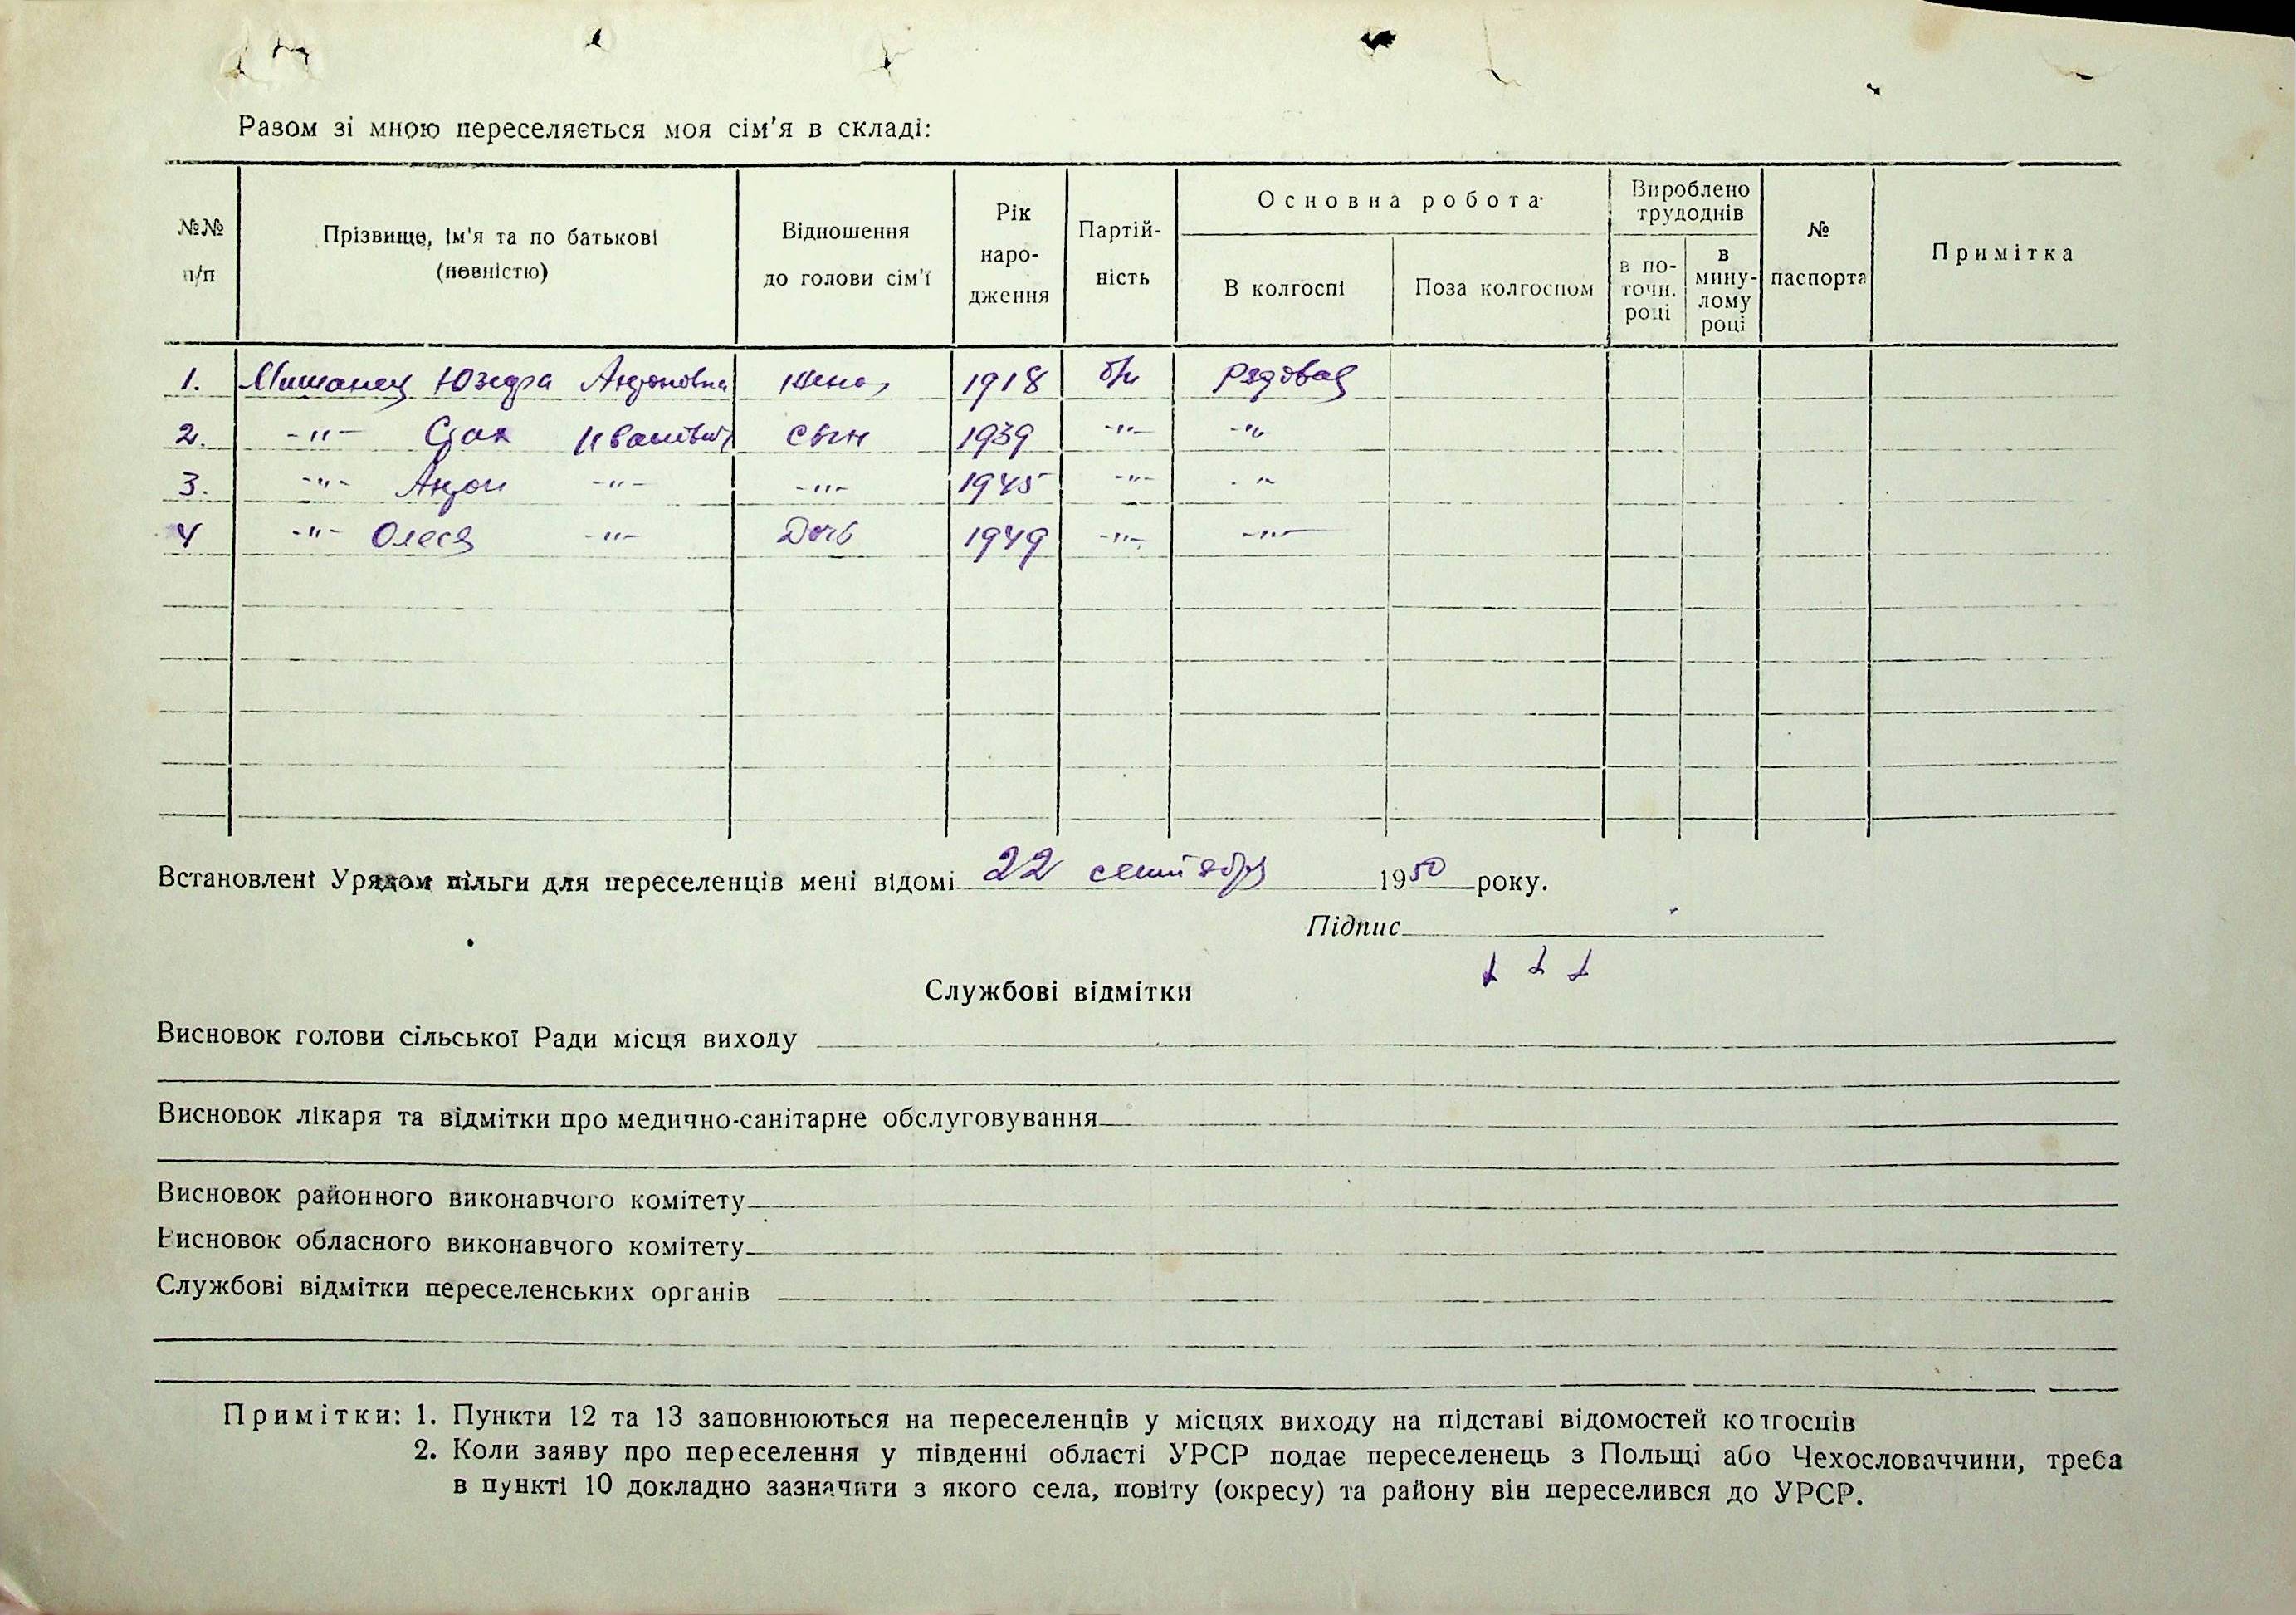 Разом зі мною переселяється моя сім'я в складі:
№№ п/п
Прізвище, ім'я та по батькові (повністю)
Відношення до голови сім'ї
Рік народження
Партійність
Основна робота
В колгоспі
Поза колгоспом
Вироблено трудоднів
в поточн. році
в минулому році
№ паспорта
Примітка
1. Мишанец Юзефа Антоновна жена 1918 б/п рядовая
2. -"- Стах Иванович сын 1939 -"- -"-
3. -"- Антон -"- -"- 1945 -"- -"-
4 -"- Олеся -"- Дочь 1949 -"- -"-
Встановлені Урядом пільги для переселенців мені відомі 22 сентября 1950 року.
Підпис
Службові відмітки
Висновок голови сільської Ради місця виходу
Висновок лікаря та відмітки про медично-санітарне обслуговування
Висновок районного виконавчого комітету
Висновок обласного виконавчого комітету
Службові відмітки переселенських органів
Примітки: 1. Пункти 12 та 13 заповнюються на переселенців у місцях виходу на підставі відомостей колгоспів
2. Коли заяву про переселення у південні області УРСР подає переселенець з Польщі або Чехословаччини, треба
в пункті 10 докладно зазначити з якого села, повіту (окресу) та району він переселився до УРСР.